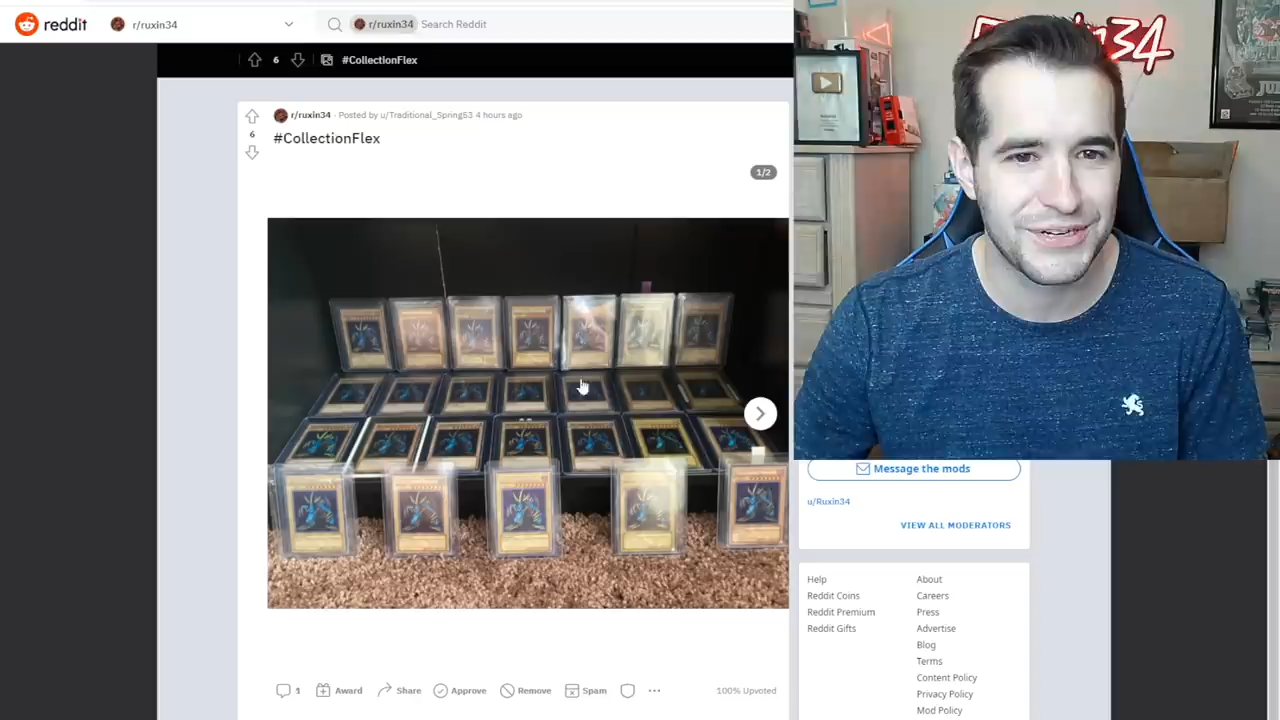 reddit
r/ruxin34
r/ruxin34 Search Reddit
6 #CollectionFlex
r/ruxin34 · Posted by u/Traditional_Spring53 4 hours ago
6
#CollectionFlex
1/2
1 Award Share Approve Remove Spam 100% Upvoted
Message the mods
u/Ruxin34
VIEW ALL MODERATORS
Help About
Reddit Coins Careers
Reddit Premium Press
Reddit Gifts Advertise
Blog
Terms
Content Policy
Privacy Policy
Mod Policy